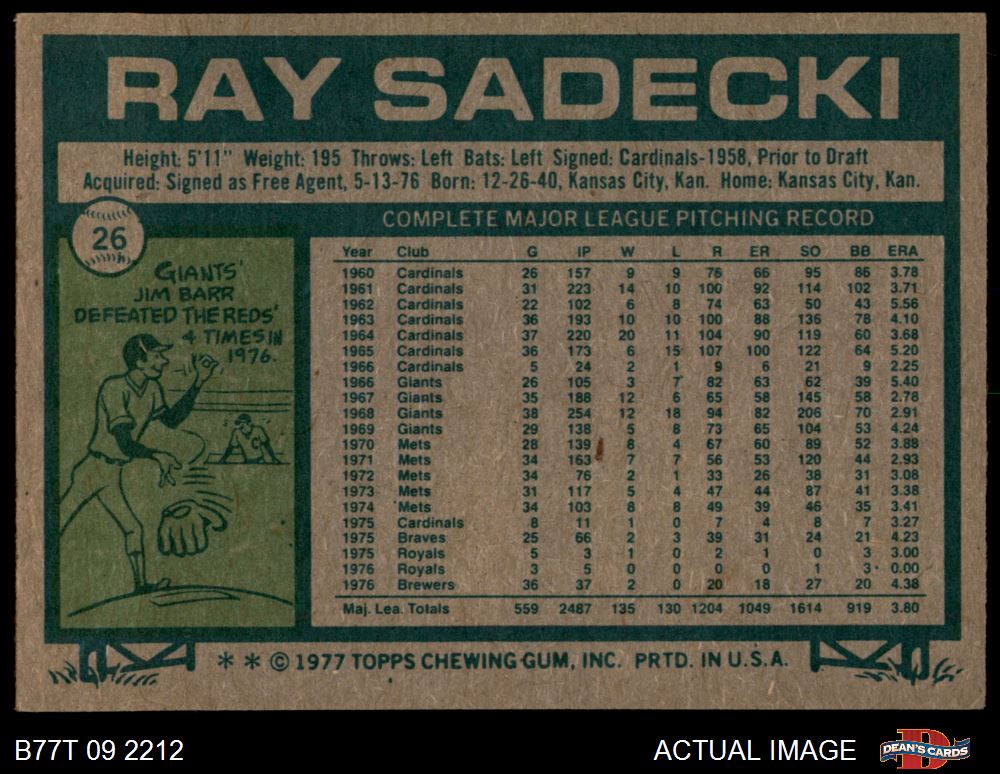 RAY SADECKI
Height: 5'11" Weight: 195 Throws: Left Bats: Left Signed: Cardinals-1958, Prior to Draft
Acquired: Signed as Free Agent, 5-13-76 Born: 12-26-40, Kansas City, Kan. Home: Kansas City, Kan.
26
GIANTS'
JIM BARR
DEFEATED THE REDS'
4 TIMES IN
1976.
COMPLETE MAJOR LEAGUE PITCHING RECORD
Year Club G IP W L R ER SO BB ERA
1960 Cardinals 26 157 9 9 76 66 95 86 3.78
1961 Cardinals 31 223 14 10 100 92 114 102 3.71
1962 Cardinals 22 102 6 8 74 63 50 43 5.56
1963 Cardinals 36 193 10 10 100 88 136 78 4.10
1964 Cardinals 37 220 20 11 104 90 119 60 3.68
1965 Cardinals 36 173 6 15 107 100 122 64 5.20
1966 Cardinals 5 24 2 1 9 6 21 9 2.25
1966 Giants 26 105 3 7 82 63 62 39 5.40
1967 Giants 35 188 12 6 65 58 145 58 2.78
1968 Giants 38 254 12 18 94 82 206 70 2.91
1969 Giants 29 138 5 8 73 65 104 53 4.24
1970 Mets 28 139 8 4 67 60 89 52 3.88
1971 Mets 34 163 7 7 56 53 120 44 2.93
1972 Mets 34 76 2 1 33 26 38 31 3.08
1973 Mets 31 117 5 4 47 44 87 41 3.38
1974 Mets 34 103 8 8 49 39 46 35 3.41
1975 Cardinals 8 11 1 0 7 4 8 7 3.27
1975 Braves 25 66 2 3 39 31 24 21 4.23
1975 Royals 5 3 1 0 2 1 0 3 3.00
1976 Royals 3 5 0 0 0 0 1 3 0.00
1976 Brewers 36 37 2 0 20 18 27 20 4.38
Maj. Lea. Totals 559 2487 135 130 1204 1049 1614 919 3.80
C
* * © 1977 TOPPS CHEWING GUM, INC. PRTD. IN U.S.A.
B77T 09 2212
ACTUAL IMAGE
DEAN'S CARDS